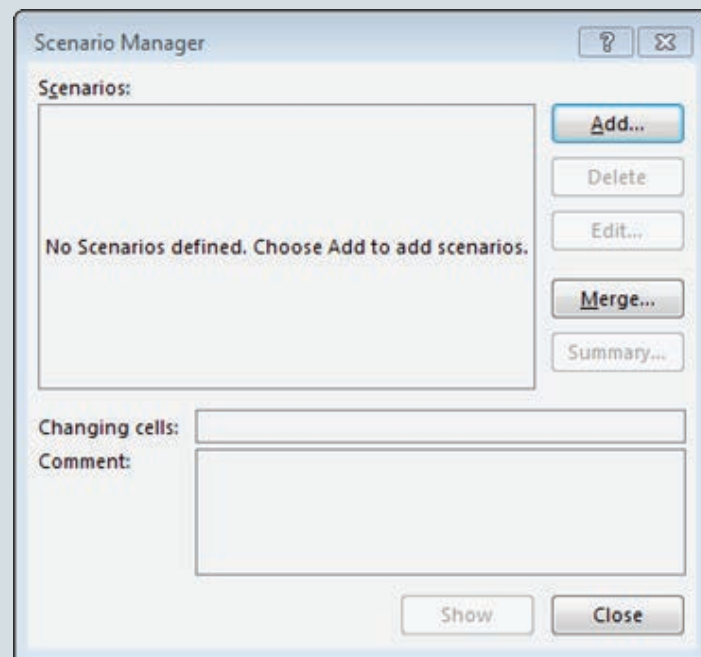 Scenario Manager
Scenarios:
Add...
Delete
No Scenarios defined. Choose Add to add scenarios.
Edit...
Merge...
Summary...
Changing cells:
Comment:
Show
Close